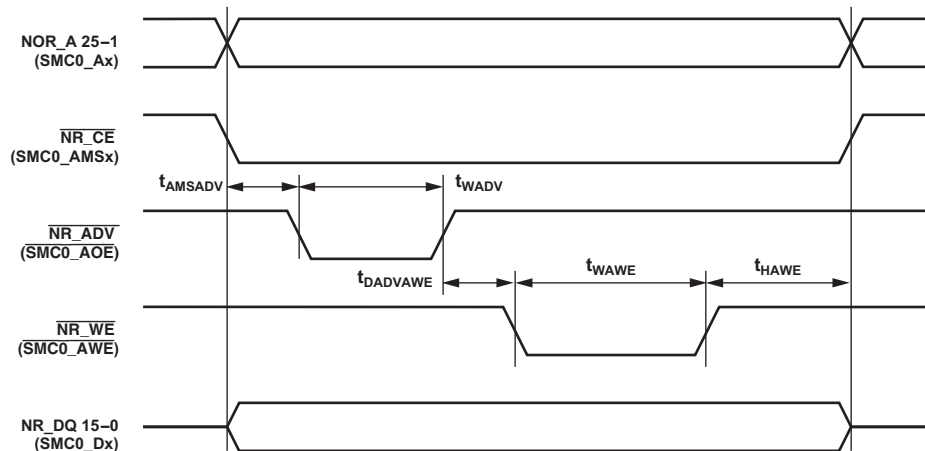 NOR_A 25–1
(SMC0_Ax)
NR_CE
(SMC0_AMSx)
tAMSADV
tWADV
NR_ADV
(SMC0_AOE)
tDADVAWE
tWAWE
tHAWE
NR_WE
(SMC0_AWE)
NR_DQ 15–0
(SMC0_Dx)